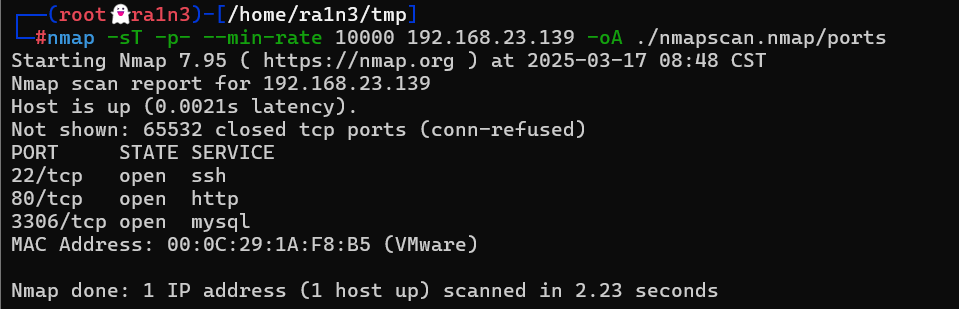 ┌──(root👻ra1n3)-[/home/ra1n3/tmp]
└─#nmap -sT -p- --min-rate 10000 192.168.23.139 -oA ./nmapscan.nmap/ports
Starting Nmap 7.95 ( https://nmap.org ) at 2025-03-17 08:48 CST
Nmap scan report for 192.168.23.139
Host is up (0.0021s latency).
Not shown: 65532 closed tcp ports (conn-refused)
PORT     STATE SERVICE
22/tcp   open  ssh
80/tcp   open  http
3306/tcp open  mysql
MAC Address: 00:0C:29:1A:F8:B5 (VMware)
Nmap done: 1 IP address (1 host up) scanned in 2.23 seconds